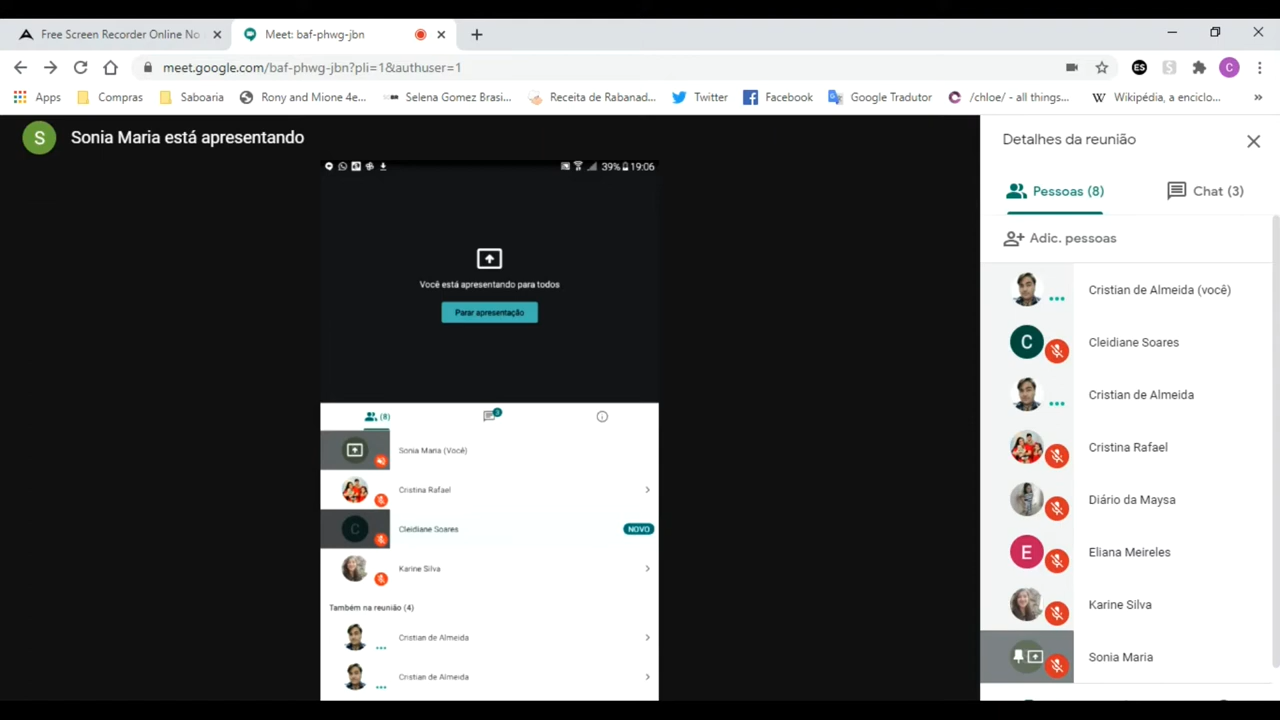 Free Screen Recorder Online No
Meet: baf-phwg-jbn
meet.google.com/baf-phwg-jbn?pli=1&authuser=1
ES
S
C
Apps
Compras
Saboaria
Rony and Mione 4e...
Selena Gomez Brasi...
Receita de Rabanad...
Twitter
Facebook
Google Tradutor
/chloe/ - all things...
W
Wikipédia, a enciclo...
»
S
Sonia Maria está apresentando
39% 19:06
Você está apresentando para todos
Parar apresentação
(8)
3
Sonia Maria (Você)
Cristina Rafael
C
Cleidiane Soares
NOVO
Karine Silva
Também na reunião (4)
Cristian de Almeida
Cristian de Almeida
Detalhes da reunião
Pessoas (8)
Chat (3)
Adic. pessoas
Cristian de Almeida (você)
C
Cleidiane Soares
Cristian de Almeida
Cristina Rafael
Diário da Maysa
E
Eliana Meireles
Karine Silva
Sonia Maria